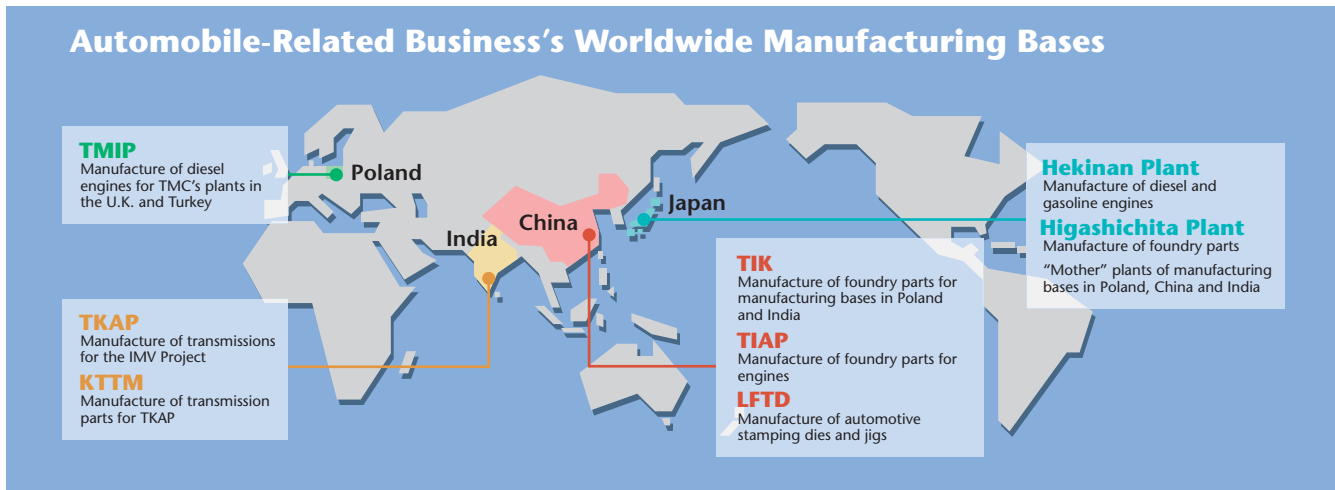 Automobile-Related Business's Worldwide Manufacturing Bases
TMIP
Manufacture of diesel
engines for TMC's plants in
the U.K. and Turkey
Poland
Japan
China
India
Hekinan Plant
Manufacture of diesel and
gasoline engines
Higashichita Plant
Manufacture of foundry parts
“Mother” plants of manufacturing
bases in Poland, China and India
TIK
Manufacture of foundry parts for
manufacturing bases in Poland
and India
TIAP
Manufacture of foundry parts for
engines
LFTD
Manufacture of automotive
stamping dies and jigs
TKAP
Manufacture of transmissions
for the IMV Project
KTTM
Manufacture of transmission
parts for TKAP